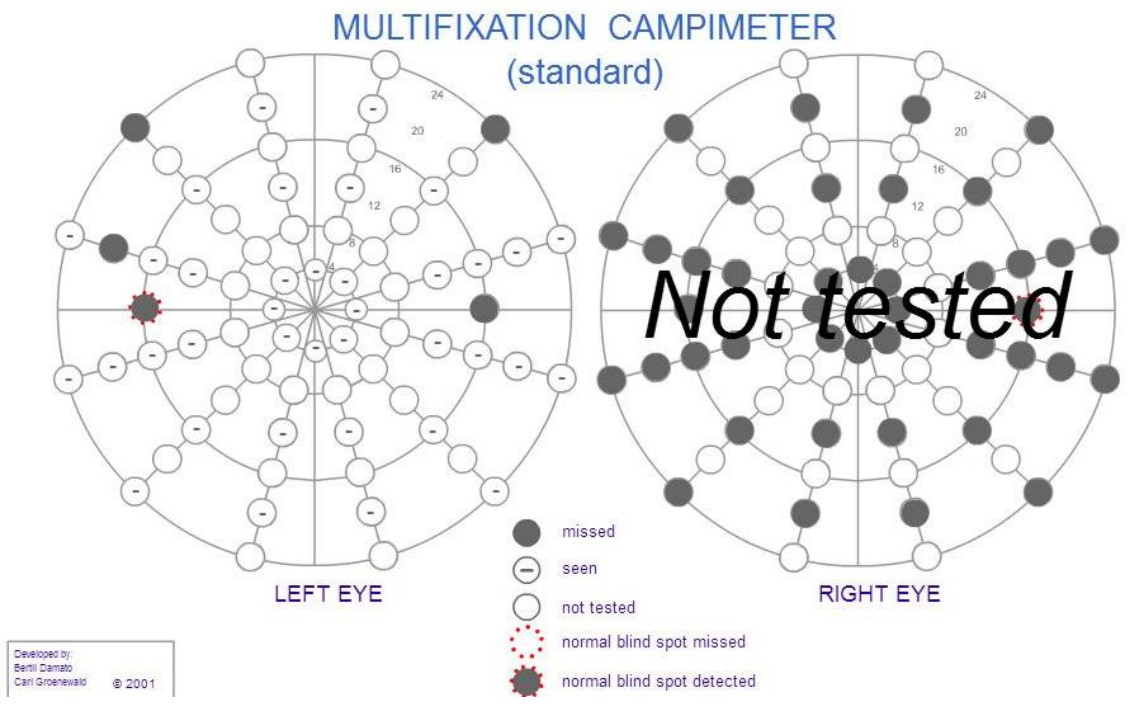 MULTIFIXATION CAMPIMETER
(standard)
24
20
16
12
8
4
24
20
16
12
8
4
Not tested
LEFT EYE
RIGHT EYE
missed
seen
not tested
normal blind spot missed
normal blind spot detected
Developed by:
Bertil Damato
Carl Groenewald © 2001